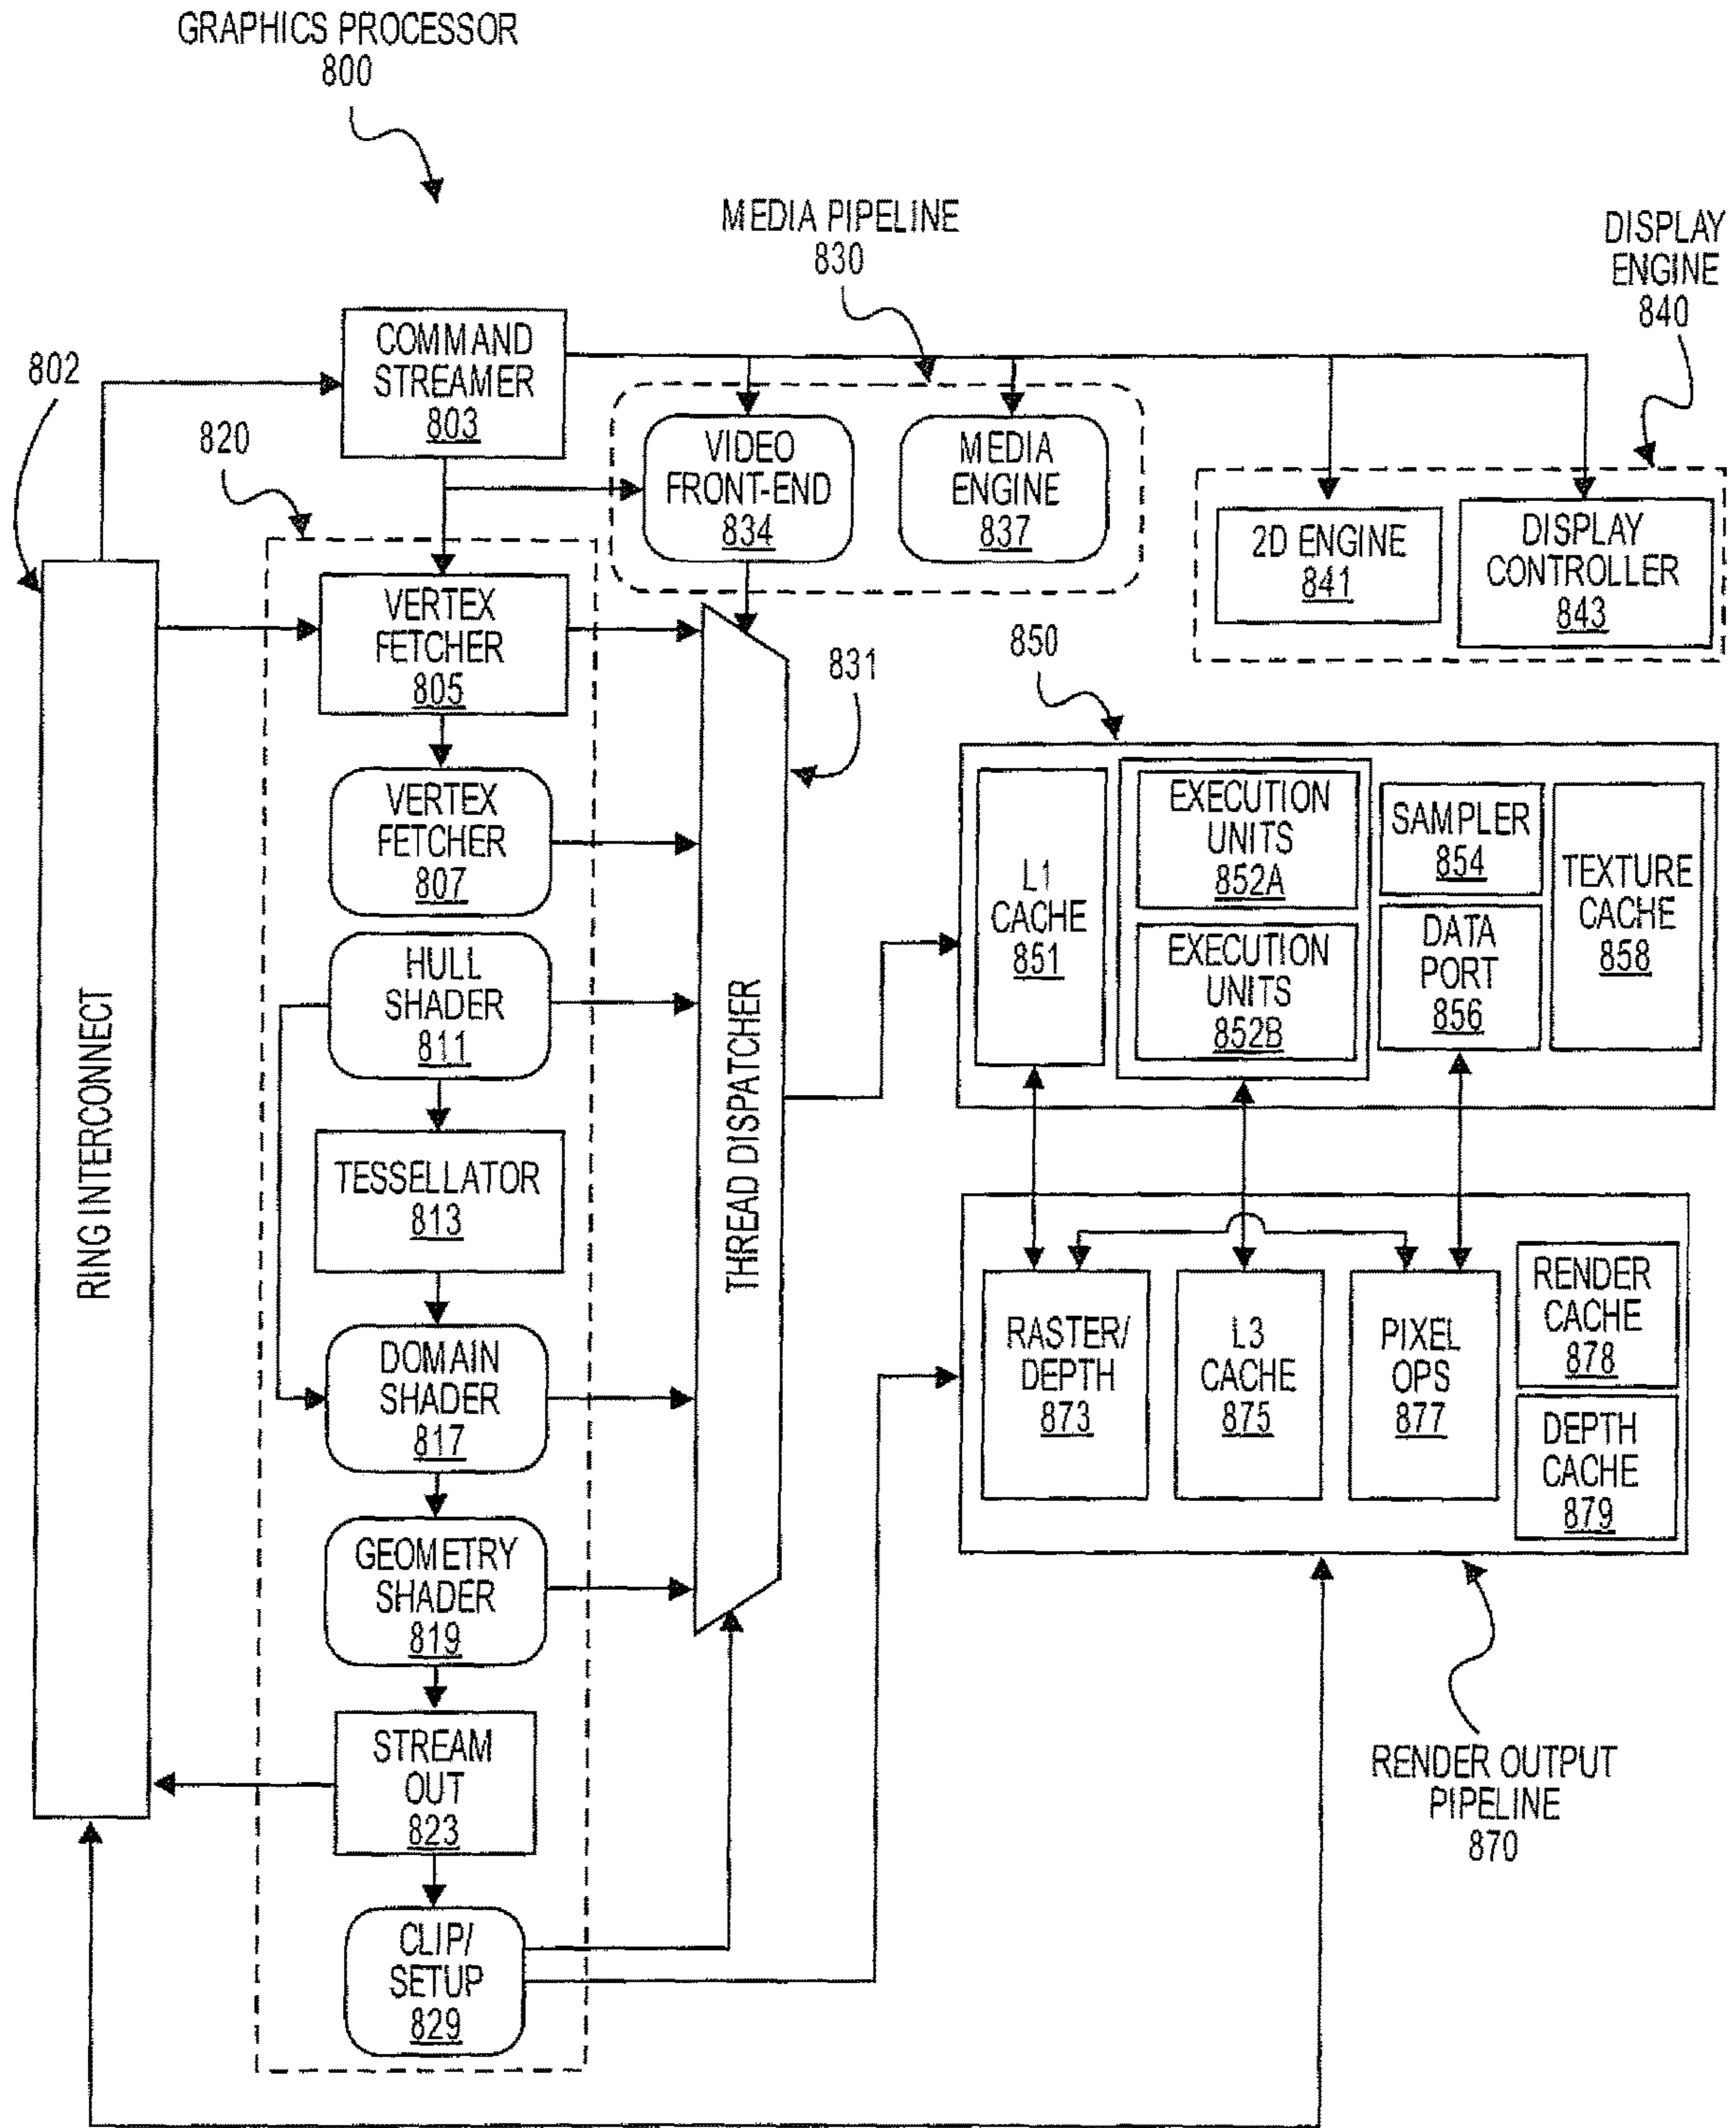 GRAPHICS PROCESSOR
800
MEDIA PIPELINE
830
DISPLAY
ENGINE
840
802
COMMAND
STREAMER
803
820
VIDEO
FRONT-END
834
MEDIA
ENGINE
837
2D ENGINE
841
DISPLAY
CONTROLLER
843
RING INTERCONNECT
VERTEX
FETCHER
805
VERTEX
FETCHER
807
HULL
SHADER
811
TESSELLATOR
813
DOMAIN
SHADER
817
GEOMETRY
SHADER
819
STREAM
OUT
823
CLIP/
SETUP
829
THREAD DISPATCHER
831
850
L1
CACHE
851
EXECUTION
UNITS
852A
EXECUTION
UNITS
852B
SAMPLER
854
DATA
PORT
856
TEXTURE
CACHE
858
RASTER/
DEPTH
873
L3
CACHE
875
PIXEL
OPS
877
RENDER
CACHE
878
DEPTH
CACHE
879
RENDER OUTPUT
PIPELINE
870